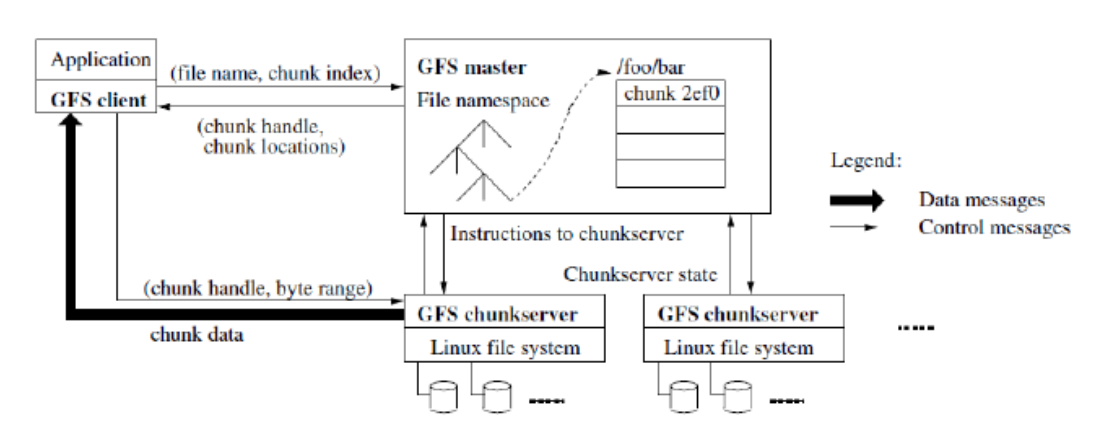 Application
GFS client
(file name, chunk index)
(chunk handle,
chunk locations)
GFS master
File namespace
/foo/bar
chunk 2ef0
Legend:
Data messages
Control messages
Instructions to chunkserver
Chunkserver state
(chunk handle, byte range)
chunk data
GFS chunkserver
Linux file system
GFS chunkserver
Linux file system